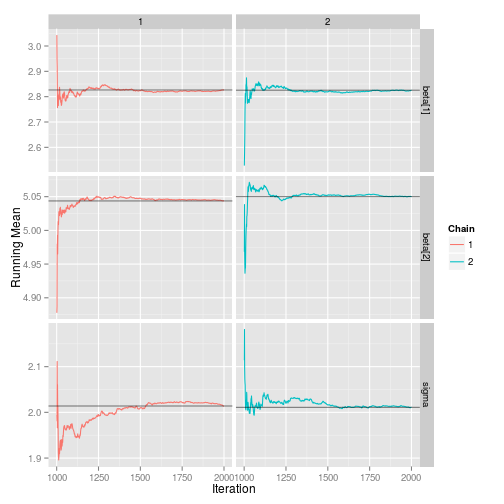 1 2
3.0
2.9
2.8
2.7
2.6
beta[1]
5.05
5.00
4.95
4.90
beta[2]
2.1
2.0
1.9
sigma
Running Mean
1000 1250 1500 1750 2000 1000 1250 1500 1750 2000
Iteration
Chain
1
2